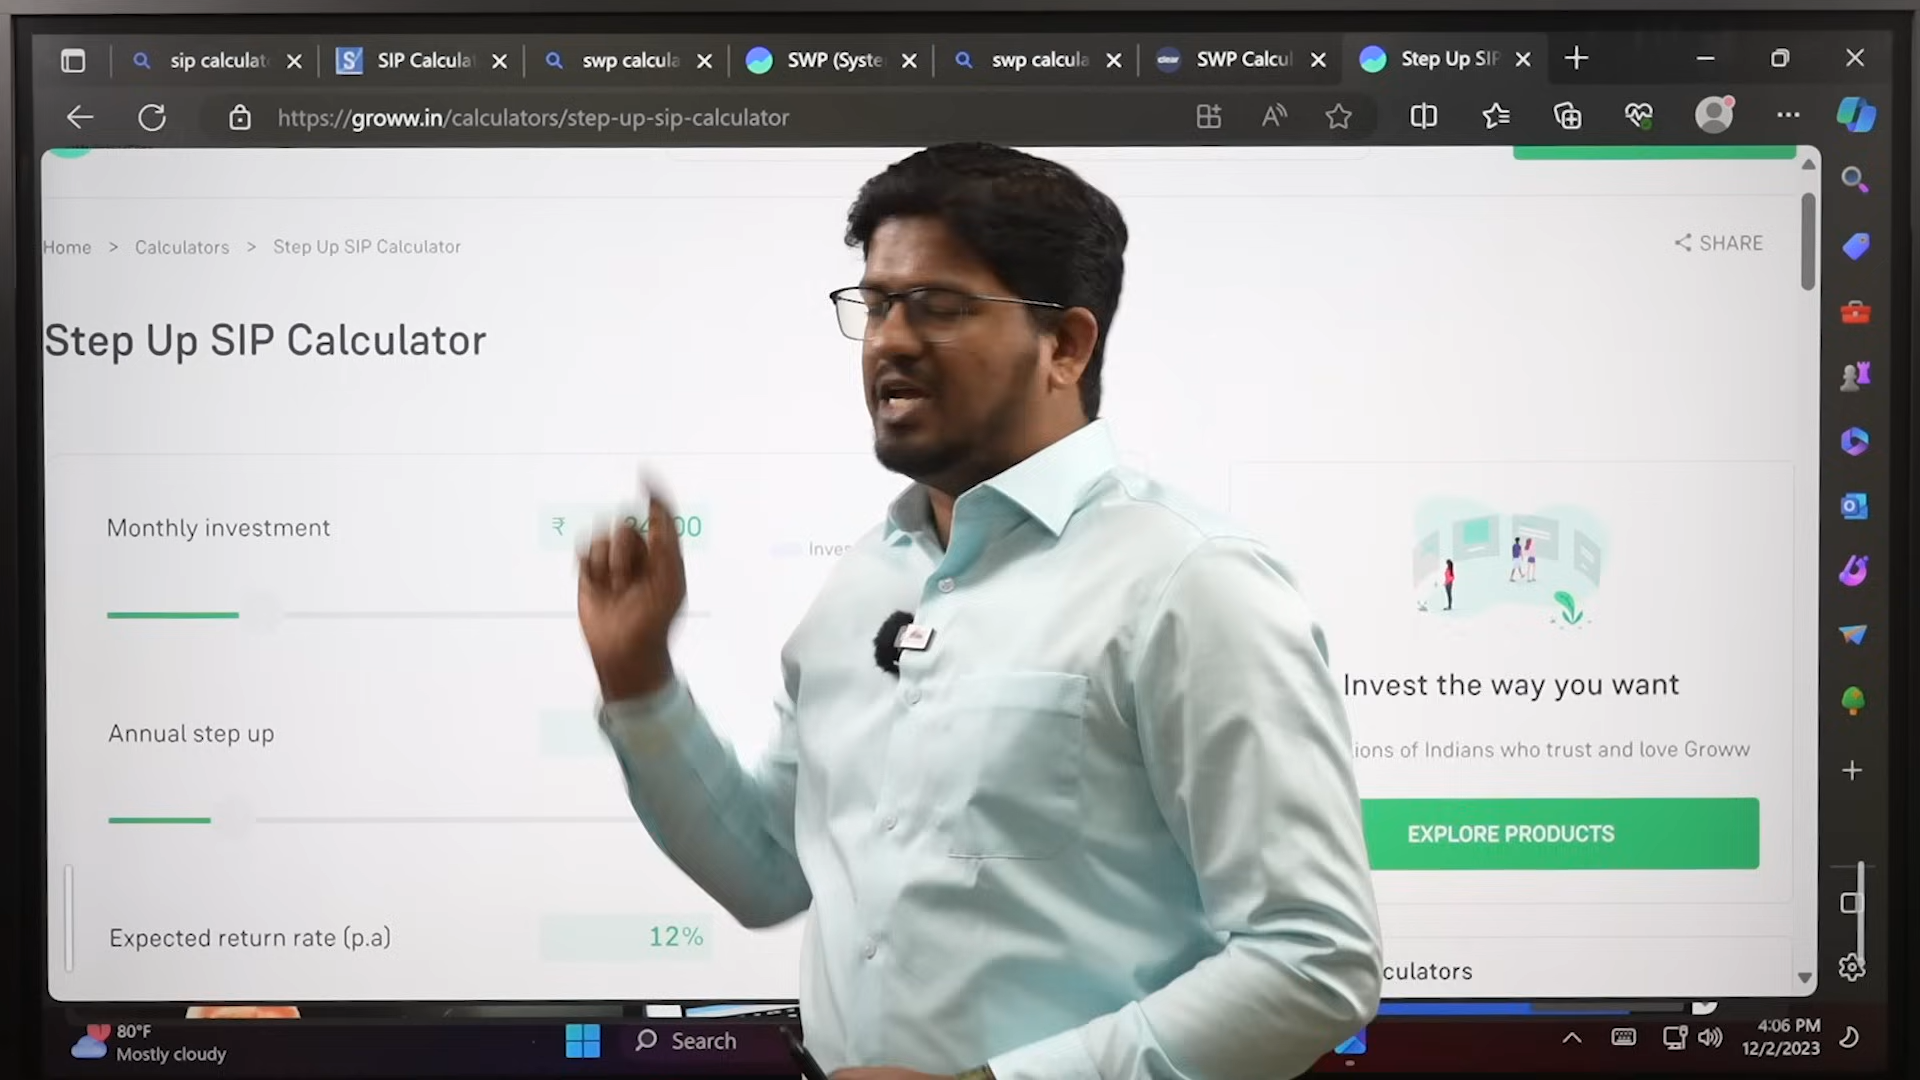 sip calculat
SIP Calcula
swp calcula
SWP (Syste
swp calcula
clear
SWP Calcul
Step Up SIP
https://groww.in/calculators/step-up-sip-calculator
Home > Calculators > Step Up SIP Calculator
SHARE
Step Up SIP Calculator
Monthly investment
₹
Inves
Annual step up
Invest the way you want
ions of Indians who trust and love Groww
EXPLORE PRODUCTS
Expected return rate (p.a)
12%
culators
80°F
Mostly cloudy
Search
4:06 PM
12/2/2023